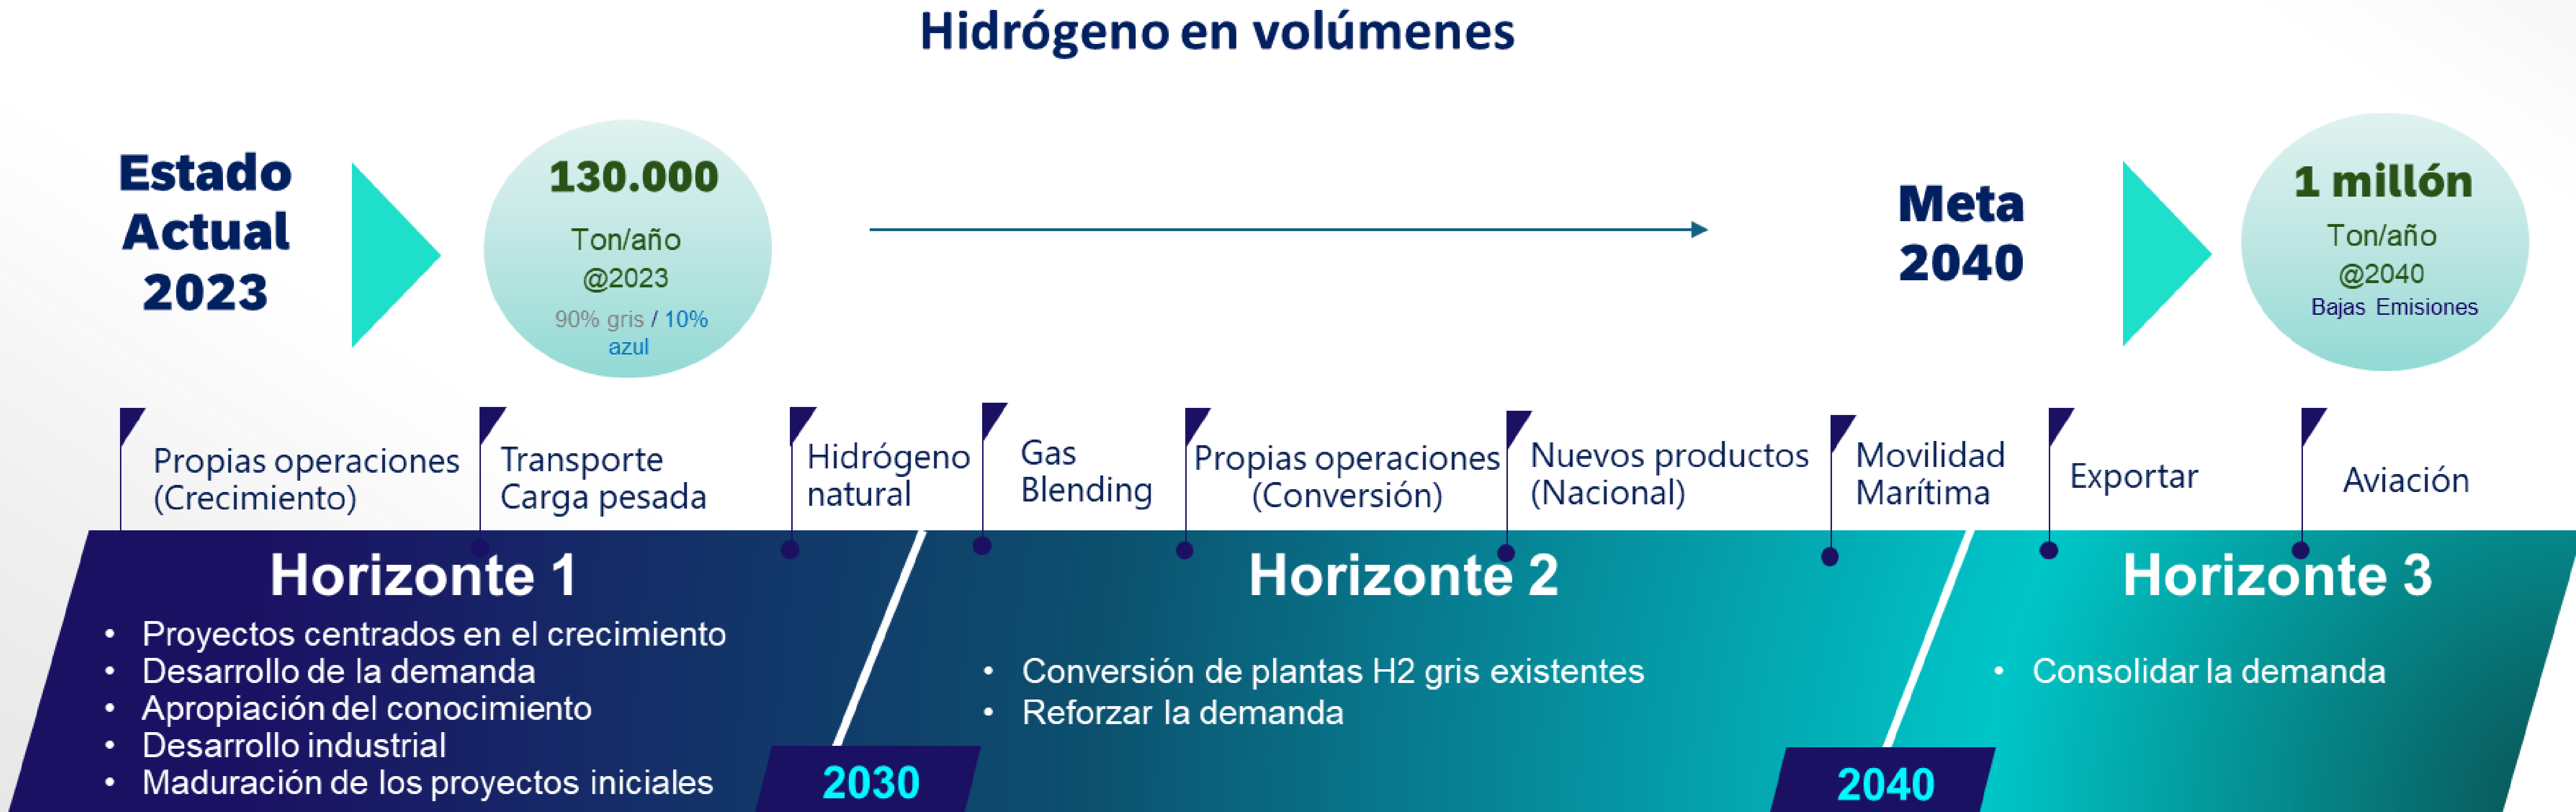 Hidrógeno en volúmenes
Estado
Actual
2023
130.000
Ton/año
@2023
90% gris / 10%
azul
Meta
2040
1 millón
Ton/año
@2040
Bajas Emisiones
Propias operaciones
(Crecimiento)
Transporte
Carga pesada
Hidrógeno
natural
Gas
Blending
Propias operaciones
(Conversión)
Nuevos productos
(Nacional)
Movilidad
Marítima
Exportar
Aviación
Horizonte 1
• Proyectos centrados en el crecimiento
• Desarrollo de la demanda
• Apropiación del conocimiento
• Desarrollo industrial
• Maduración de los proyectos iniciales
2030
Horizonte 2
• Conversión de plantas H2 gris existentes
• Reforzar la demanda
2040
Horizonte 3
• Consolidar la demanda